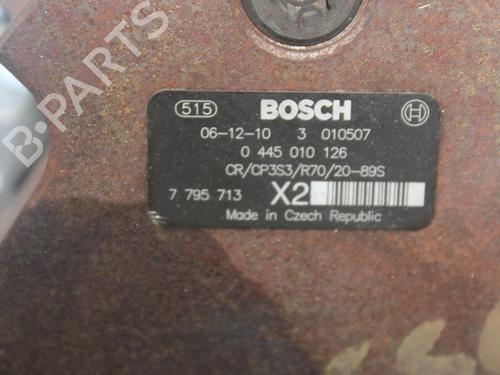 515 BOSCH
06-12-10 3 010507
0 445 010 126
CR/CP3S3/R70/20-89S
7 795 713 X2
Made in Czech Republic
B-PARTS